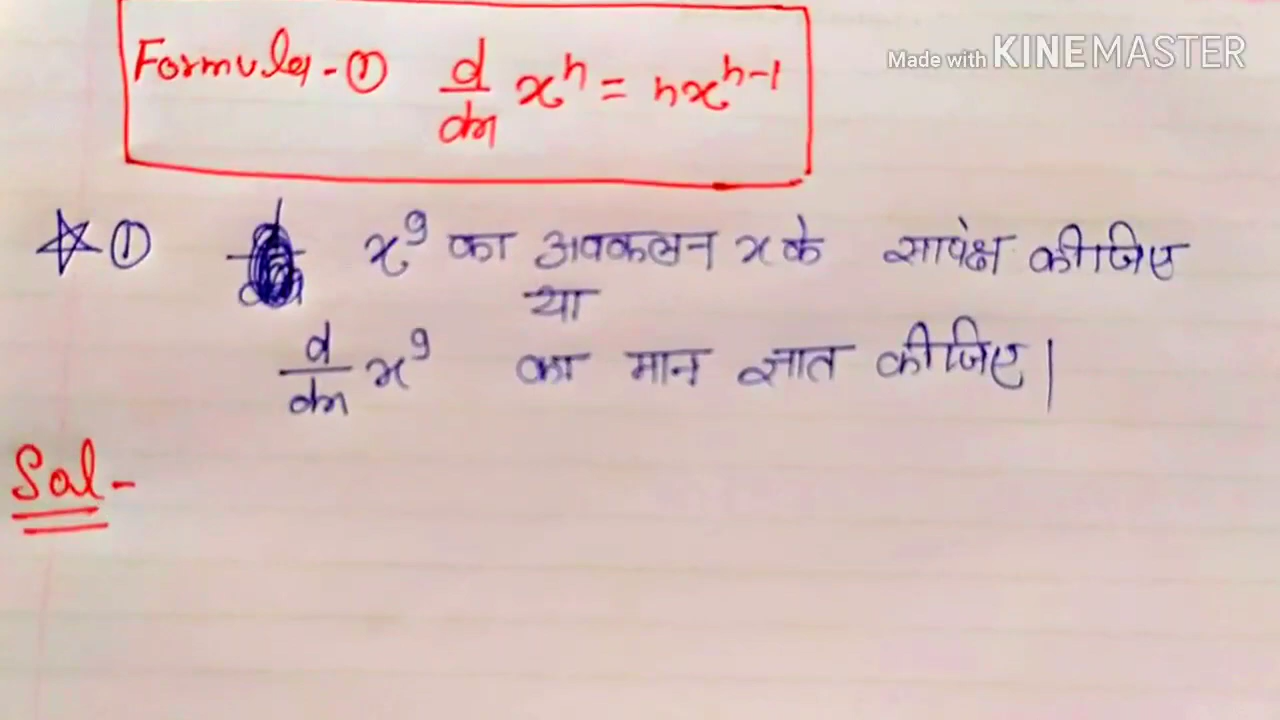 Made with KINEMASTER
Formula - ① d/dx xⁿ = nxⁿ⁻¹
① x⁹ का अवकलन x के सापेक्ष कीजिए
या
d/dx x⁹ का मान ज्ञात कीजिए|
Sol -